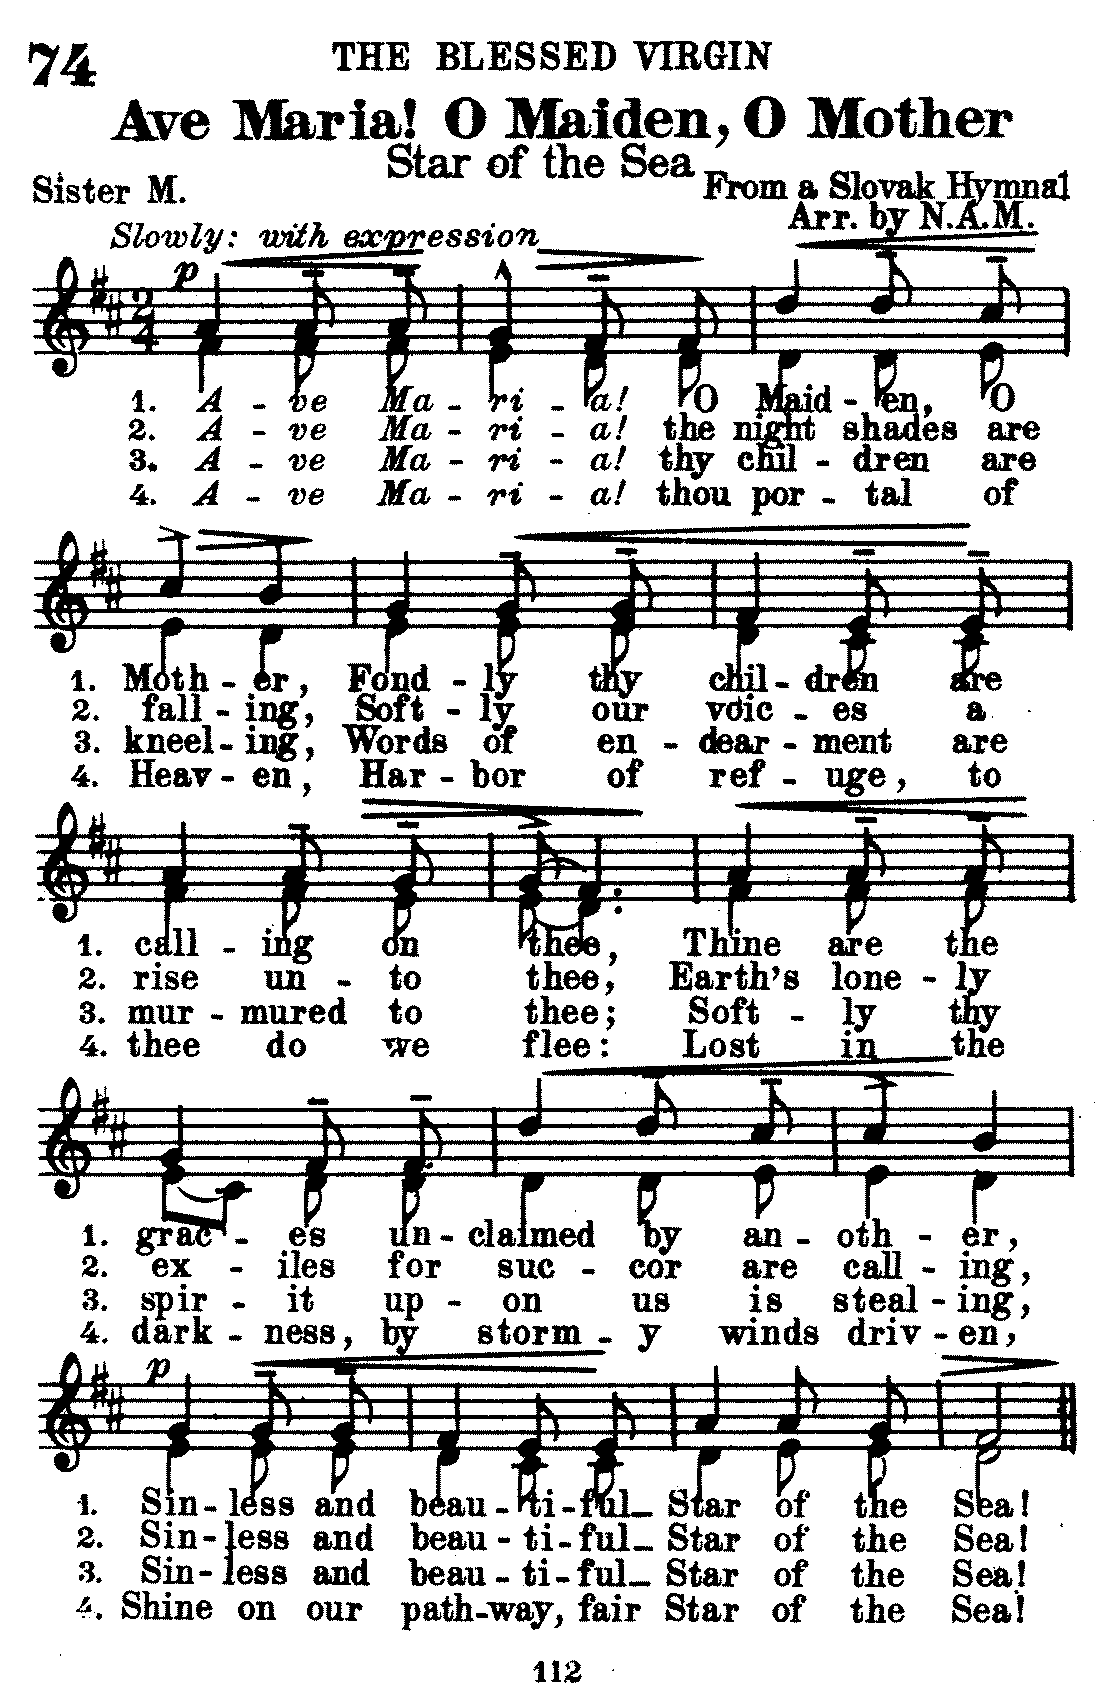 74
THE BLESSED VIRGIN
Ave Maria! O Maiden, O Mother
Star of the Sea
Sister M.
From a Slovak Hymnal
Arr. by N.A.M.
Slowly: with expression
p
2
4
1. A - ve Ma - ri - a! O Maid - en, O
2. A - ve Ma - ri - a! the night shades are
3. A - ve Ma - ri - a! thy chil - dren are
4. A - ve Ma - ri - a! thou por - tal of
1. Moth - er, Fond - ly thy chil - dren are
2. fall - ing, Soft - ly our voic - es a
3. kneel - ing, Words of en - dear - ment are
4. Heav - en, Har - bor of ref - uge, to
1. call - ing on thee, Thine are the
2. rise un - to thee, Earth's lone - ly
3. mur - mured to thee; Soft - ly thy
4. thee do we flee: Lost in the
1. grac - es un - claimed by an - oth - er,
2. ex - iles for suc - cor are call - ing,
3. spir - it up - on us is steal - ing,
4. dark - ness, by storm - y winds driv - en,
p
1. Sin - less and beau - ti - ful_ Star of the Sea!
2. Sin - less and beau - ti - ful_ Star of the Sea!
3. Sin - less and beau - ti - ful_ Star of the Sea!
4. Shine on our path-way, fair Star of the Sea!
112